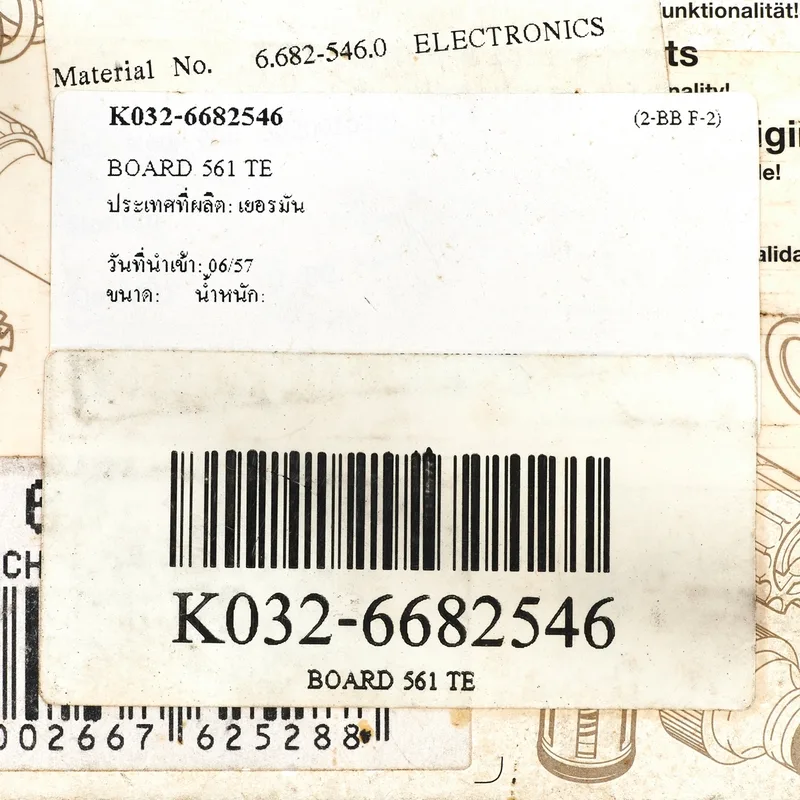 unktionalität!
Material No. 6.682-546.0 ELECTRONICS
ts
nality!
K032-6682546 (2-BB F-2)
BOARD 561 TE
le!
ประเทศที่ผลิต: เยอรมัน
วันที่นำเข้า: 06/57
ขนาด: น้ำหนัก:
K032-6682546
CH
BOARD 561 TE
002667 625288